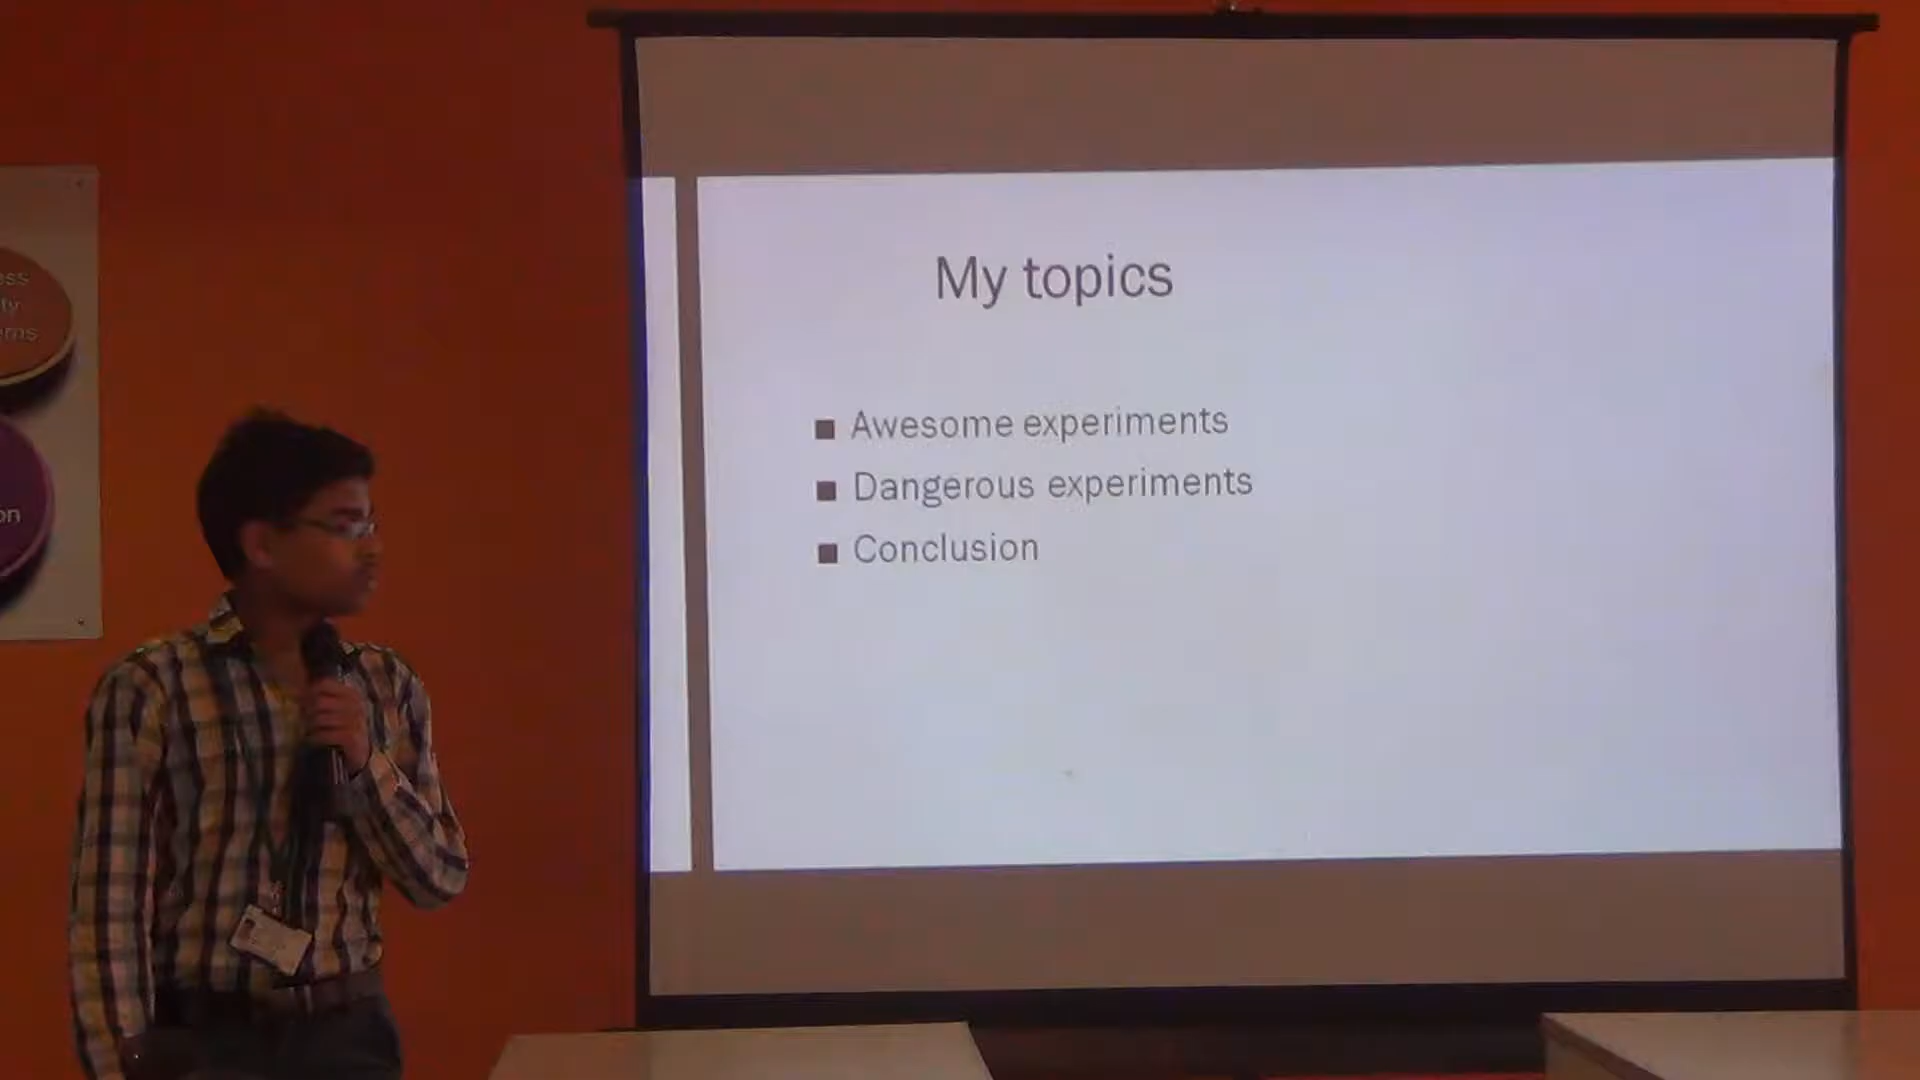 My topics
Awesome experiments
Dangerous experiments
Conclusion